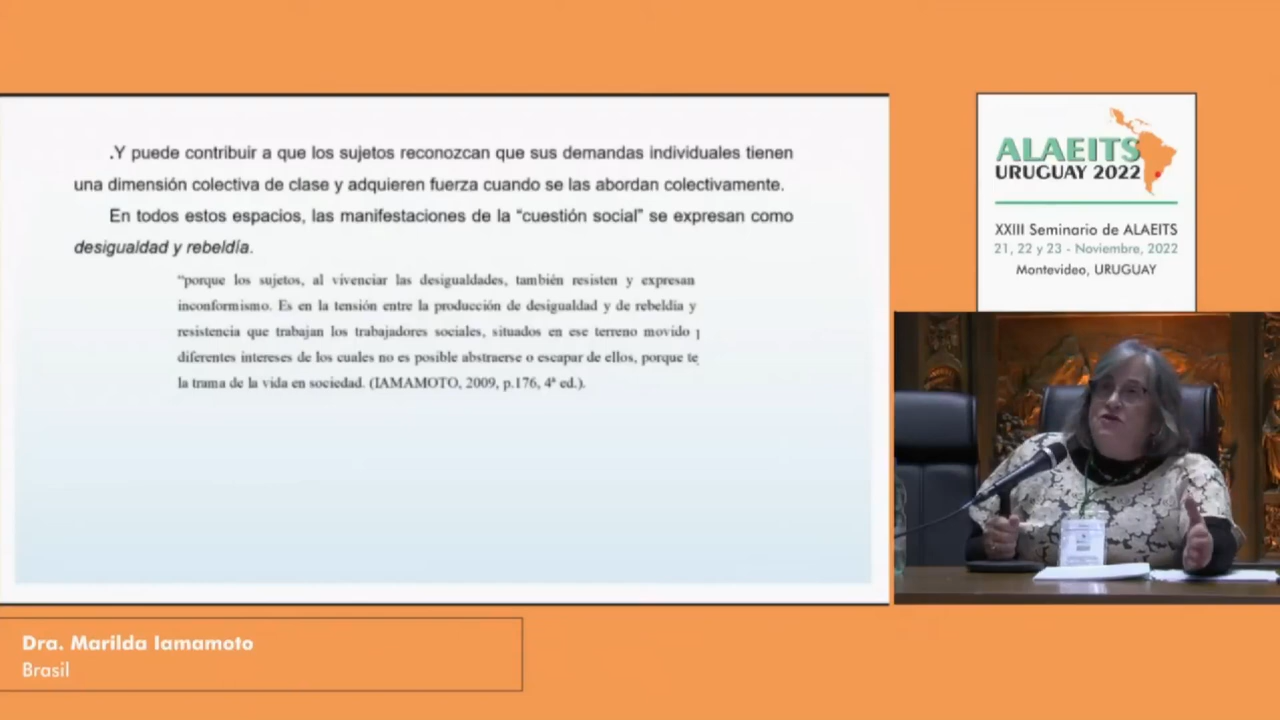 .Y puede contribuir a que los sujetos reconozcan que sus demandas individuales tienen
una dimensión colectiva de clase y adquieren fuerza cuando se las abordan colectivamente.
En todos estos espacios, las manifestaciones de la “cuestión social” se expresan como
desigualdad y rebeldía.
“porque los sujetos, al vivenciar las desigualdades, también resisten y expresan
inconformismo. Es en la tensión entre la producción de desigualdad y de rebeldia y
resistencia que trabajan los trabajadores sociales, situados en ese terreno movido
diferentes intereses de los cuales no es posible abstraerse o escapar de ellos, porque te
la trama de la vida en sociedad. (IAMAMOTO, 2009, p.176, 4ª ed.).
ALAEITS
URUGUAY 2022
XXIII Seminario de ALAEITS
21, 22 y 23 - Noviembre, 2022
Montevideo, URUGUAY
Dra. Marilda Iamamoto
Brasil